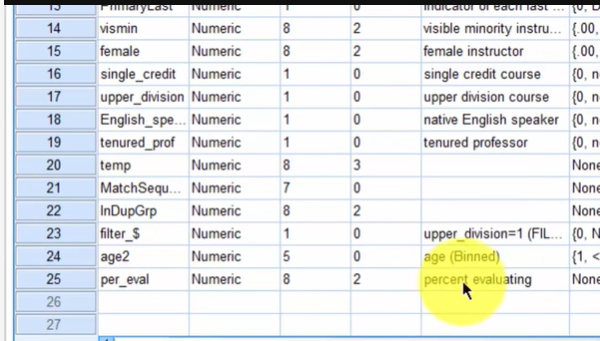 13 PrimaryLast Numeric 1 0 indicator of each last ... {0, D
14 vismin Numeric 8 2 visible minority instru... {.00,
15 female Numeric 8 2 female instructor {.00,
16 single_credit Numeric 1 0 single credit course {0, n
17 upper_division Numeric 1 0 upper division course {0, n
18 English_spe... Numeric 1 0 native English speaker {0, n
19 tenured_prof Numeric 1 0 tenured professor {0, n
20 temp Numeric 8 3 None
21 MatchSequ... Numeric 7 0 None
22 InDupGrp Numeric 8 2 None
23 filter_$ Numeric 1 0 upper_division=1 (FIL... {0, N
24 age2 Numeric 5 0 age (Binned) {1, <
25 per_eval Numeric 8 2 percent evaluating None
26
27